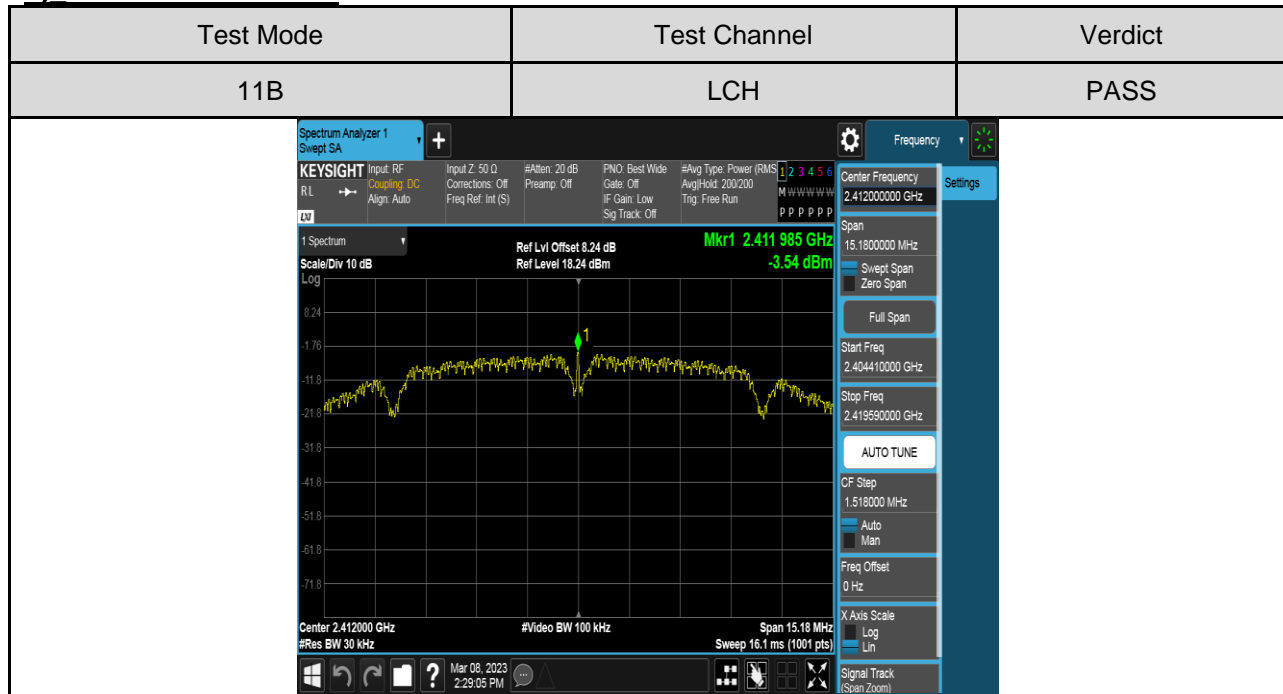 Test Mode Test Channel Verdict
11B LCH PASS
Spectrum Analyzer 1
Swept SA
+
Frequency
KEYSIGHT
RL
LXI
Input: RF
Coupling: DC
Align: Auto
Input Z: 50 Ω
Corrections: Off
Freq Ref: Int (S)
#Atten: 20 dB
Preamp: Off
PNO: Best Wide
Gate: Off
IF Gain: Low
Sig Track: Off
#Avg Type: Power (RMS
Avg|Hold: 200/200
Trig: Free Run
1 2 3 4 5 6
M W W W W W
P P P P P P
1 Spectrum
Scale/Div 10 dB
Log
Ref Lvl Offset 8.24 dB
Ref Level 18.24 dBm
Mkr1 2.411 985 GHz
-3.54 dBm
8.24
-1.76
-11.8
-21.8
-31.8
-41.8
-51.8
-61.8
-71.8
1
Center 2.412000 GHz
#Res BW 30 kHz
#Video BW 100 kHz
Span 15.18 MHz
Sweep 16.1 ms (1001 pts)
?
Mar 08, 2023
2:29:05 PM
Center Frequency
2.412000000 GHz
Settings
Span
15.1800000 MHz
Swept Span
Zero Span
Full Span
Start Freq
2.404410000 GHz
Stop Freq
2.419590000 GHz
AUTO TUNE
CF Step
1.518000 MHz
Auto
Man
Freq Offset
0 Hz
X Axis Scale
Log
Lin
Signal Track
(Span Zoom)